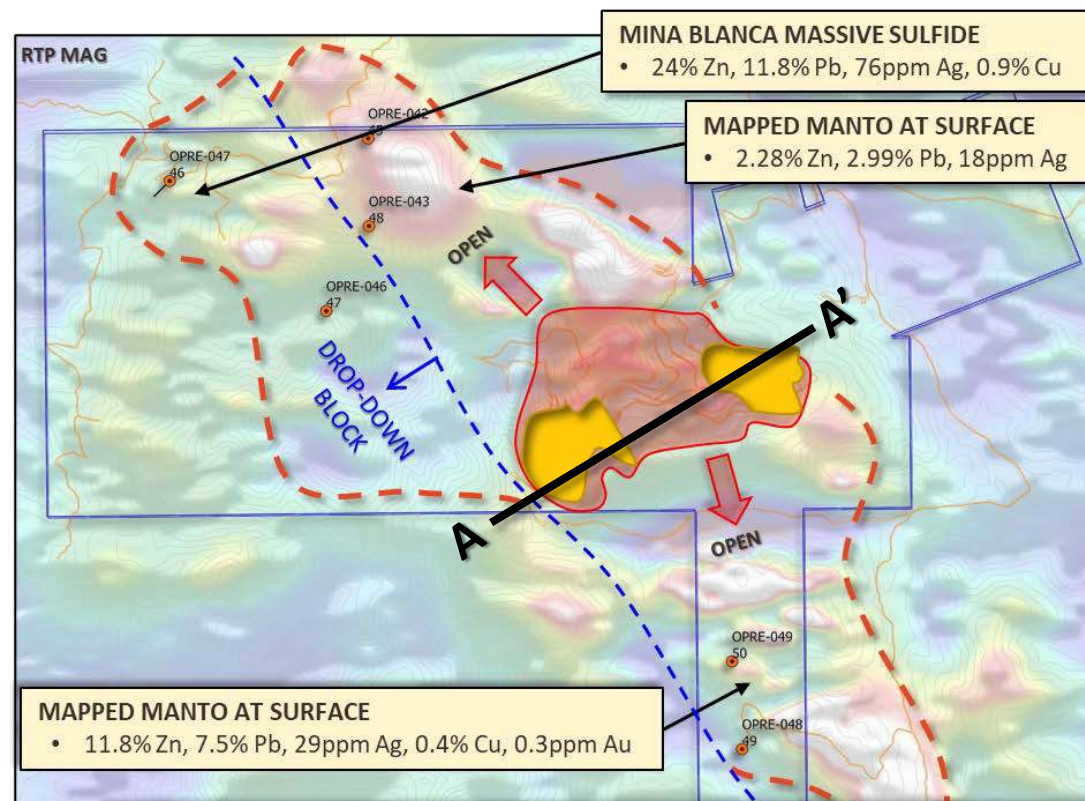 RTP MAG
MINA BLANCA MASSIVE SULFIDE
• 24% Zn, 11.8% Pb, 76ppm Ag, 0.9% Cu
MAPPED MANTO AT SURFACE
• 2.28% Zn, 2.99% Pb, 18ppm Ag
OPRE-042
OPRE-047
46
OPRE-043
48
OPEN
OPRE-046
47
DROP-DOWN
BLOCK
A'
A
OPEN
OPRE-049
50
OPRE-048
49
MAPPED MANTO AT SURFACE
• 11.8% Zn, 7.5% Pb, 29ppm Ag, 0.4% Cu, 0.3ppm Au